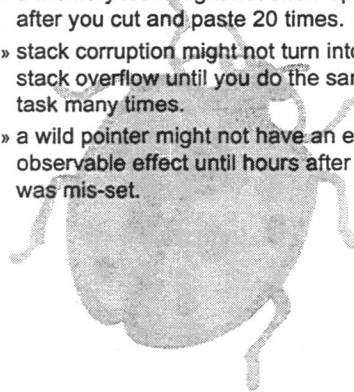 after you cut and paste 20 times.
» stack corruption might not turn into
stack overflow until you do the
task many times.
» a wild pointer might not have an
observable effect until hours after
was mis-set.